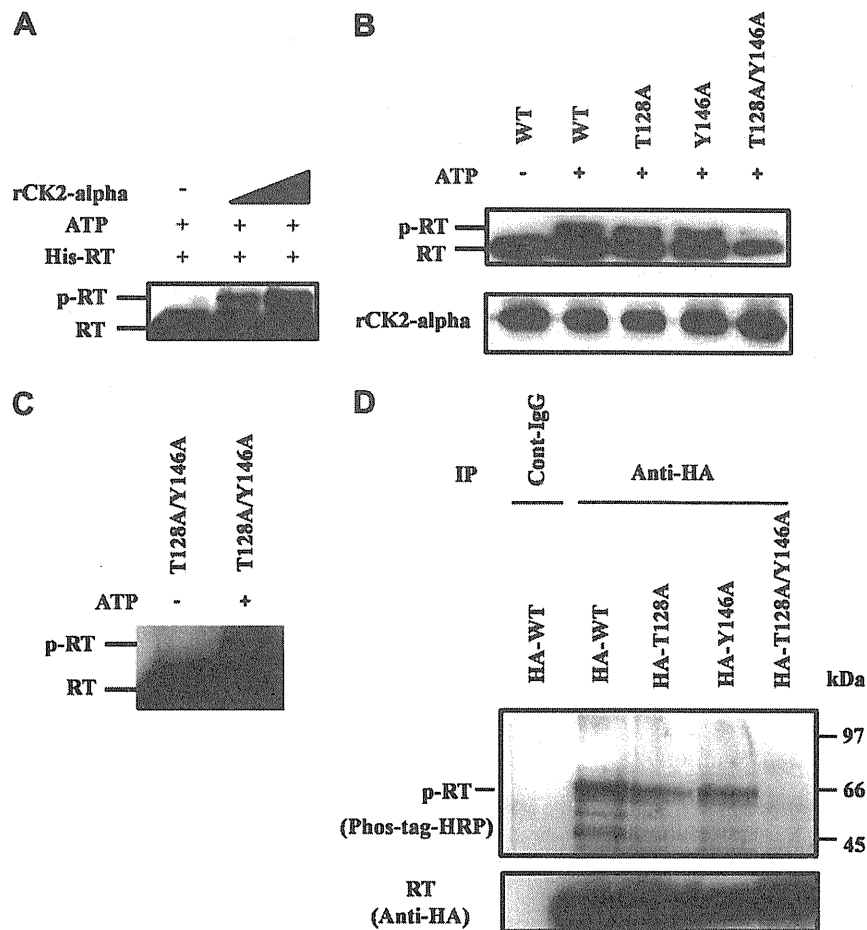 A
rCK2-alpha -
ATP + + +
His-RT + + +
p-RT
RT
B
WT WT T128A Y146A T128A/Y146A
ATP - + + + +
p-RT
RT
rCK2-alpha
C
T128A/Y146A T128A/Y146A
ATP - +
p-RT
RT
D
IP Cont-IgG Anti-HA
HA-WT HA-WT HA-T128A HA-Y146A HA-T128A/Y146A
kDa
97
p-RT 66
(Phos-tag-HRP)
45
RT
(Anti-HA)